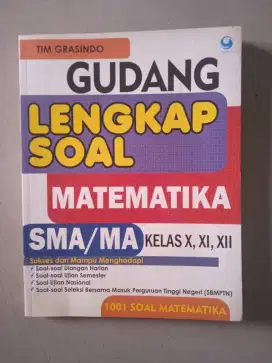 TIM GRASINDO
GUDANG
LENGKAP
SOAL
MATEMATIKA
SMA/MA KELAS X, XI, XII
Sukses dan Mampu Menghadapi
Soal-soal Ulangan Harian
Soal-soal Ujian Semester
Soal Ujian Nasional
Soal-soal Seleksi Bersama Masuk Perguruan Tinggi Negeri (SBMPTN)
1001 SOAL MATEMATIKA